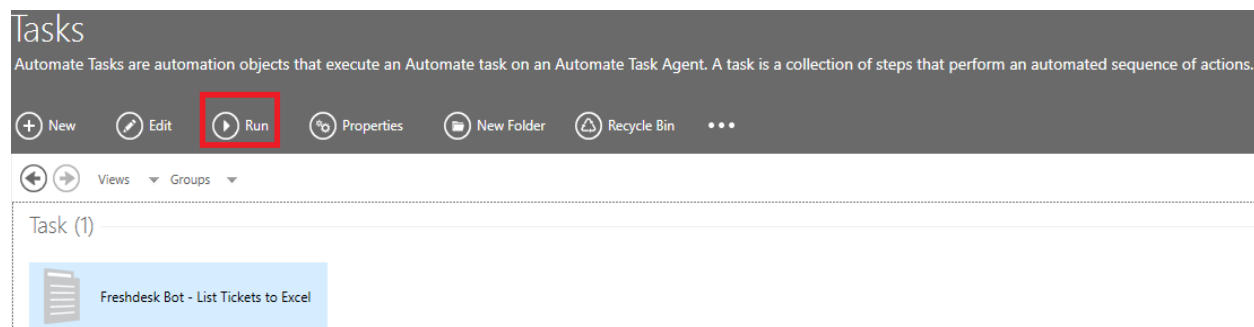 Tasks
Automate Tasks are automation objects that execute an Automate task on an Automate Task Agent. A task is a collection of steps that perform an automated sequence of actions.
New Edit Run Properties New Folder Recycle Bin •••
Views Groups
Task (1)
Freshdesk Bot - List Tickets to Excel